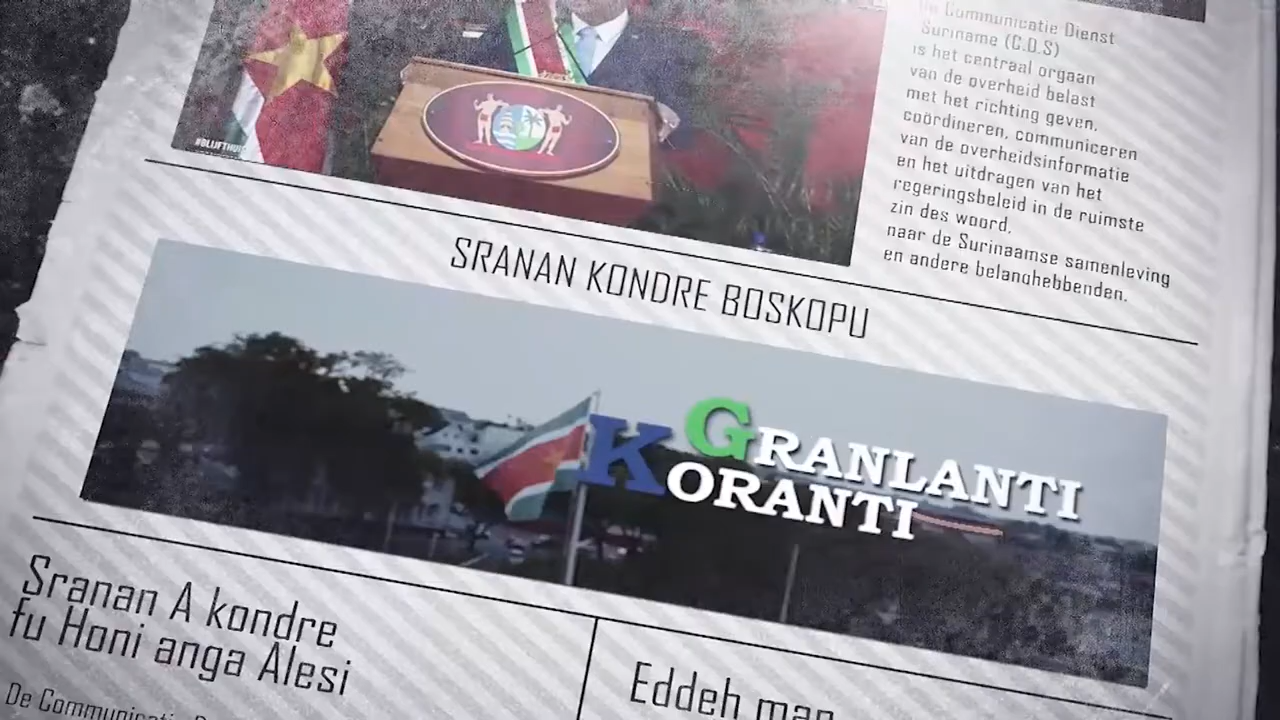 De Communicatie Dienst
Suriname (C.D.S)
is het centraal orgaan
van de overheid belast
met het richting geven,
coördineren, communiceren
van de overheidsinformatie
en het uitdragen van het
regeringsbeleid in de ruimste
zin des woord,
naar de Surinaamse samenleving
en andere belanghebbenden.
SRANAN KONDRE BOSKOPU
GRANLANTI
KORANTI
Sranan A kondre
fu Honi anga Alesi
Eddeh man
De Communicatie